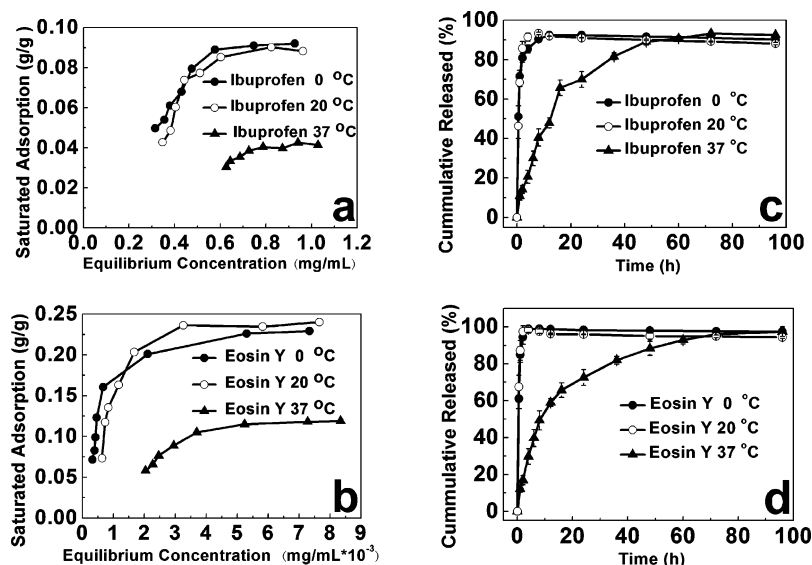 a
Saturated Adsorption (g/g)
0.10
0.08
0.06
0.04
0.02
0.00
Ibuprofen 0 °C
Ibuprofen 20 °C
Ibuprofen 37 °C
0.0 0.2 0.4 0.6 0.8 1.0 1.2
Equilibrium Concentration (mg/mL)
c
Cummulative Released (%)
100
80
60
40
20
0
Ibuprofen 0 °C
Ibuprofen 20 °C
Ibuprofen 37 °C
0 20 40 60 80 100
Time (h)
b
Saturated Adsorption (g/g)
0.25
0.20
0.15
0.10
0.05
0.00
Eosin Y 0 °C
Eosin Y 20 °C
Eosin Y 37 °C
0 1 2 3 4 5 6 7 8 9
Equilibrium Concentration (mg/mL*10⁻³)
d
Cummulative Released (%)
100
80
60
40
20
0
Eosin Y 0 °C
Eosin Y 20 °C
Eosin Y 37 °C
0 20 40 60 80 100
Time (h)